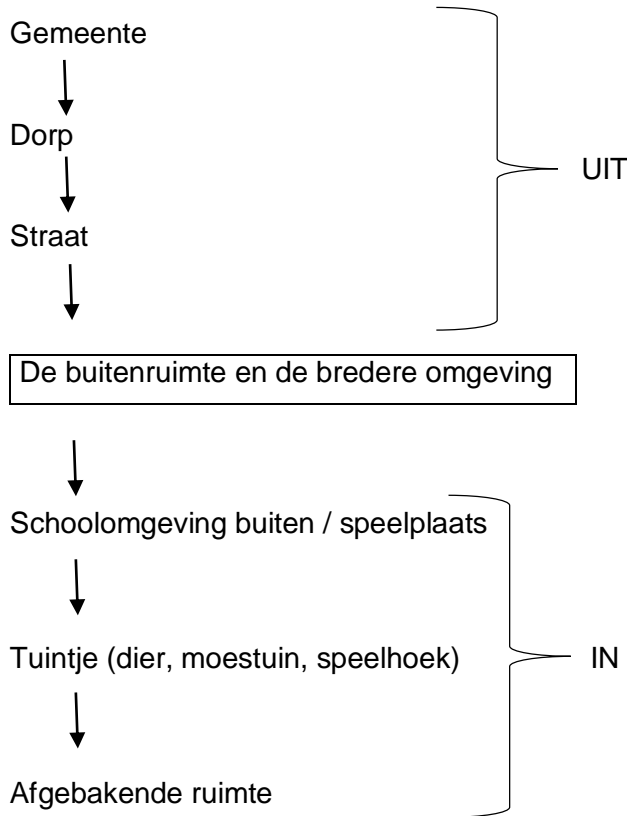 Gemeente
Dorp
UIT
Straat
De buitenruimte en de bredere omgeving
Schoolomgeving buiten / speelplaats
Tuintje (dier, moestuin, speelhoek)
IN
Afgebakende ruimte